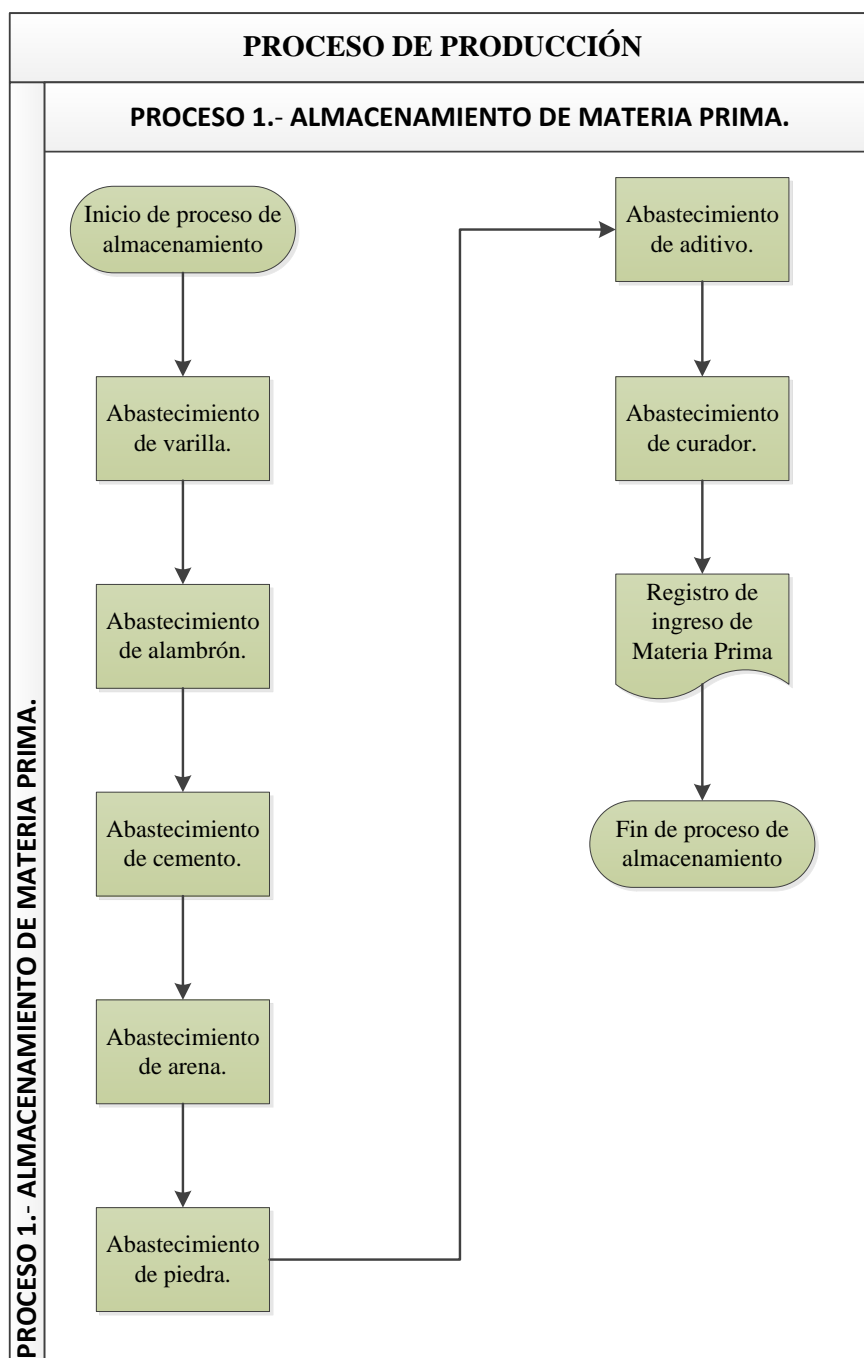 PROCESO DE PRODUCCIÓN
PROCESO 1.- ALMACENAMIENTO DE MATERIA PRIMA.
PROCESO 1.- ALMACENAMIENTO DE MATERIA PRIMA.
Inicio de proceso de
almacenamiento
Abastecimiento
de varilla.
Abastecimiento
de alambrón.
Abastecimiento
de cemento.
Abastecimiento
de arena.
Abastecimiento
de piedra.
Abastecimiento
de aditivo.
Abastecimiento
de curador.
Registro de
ingreso de
Materia Prima
Fin de proceso de
almacenamiento